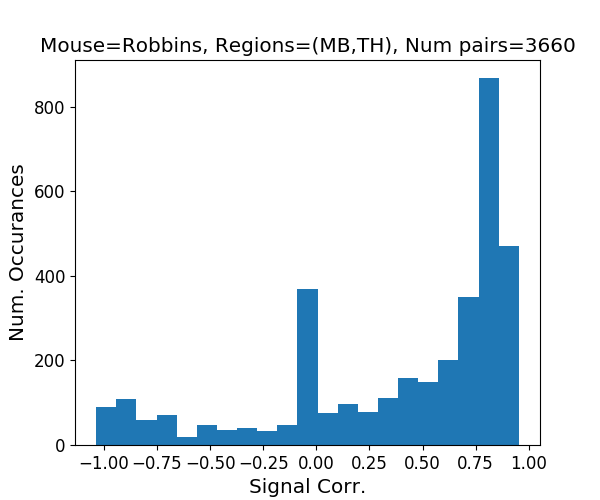 Mouse=Robbins, Regions=(MB,TH), Num pairs=3660
Num. Occurances
800
600
400
200
0
−1.00 −0.75 −0.50 −0.25 0.00 0.25 0.50 0.75 1.00
Signal Corr.